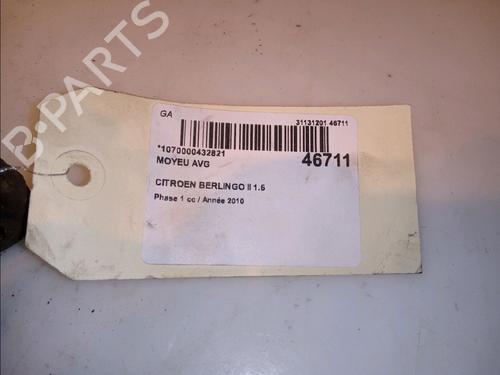 B-PARTS
GA
31131201 46711
*1070000432821
46711
MOYEU AVG
CITROEN BERLINGO II 1.6
Phase 1 cc / Année 2010